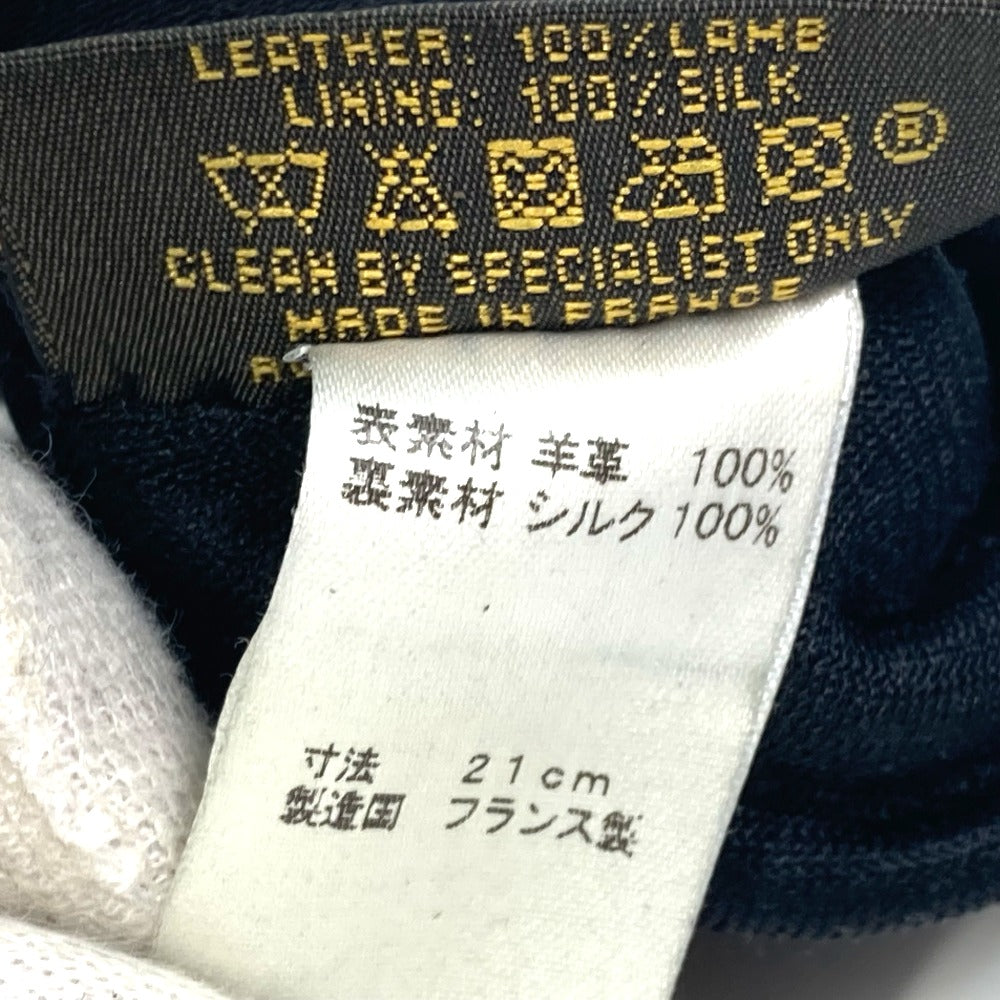 LEATHER: 100%LAMB
LINING: 100%SILK
®
CLEAN BY SPECIALIST ONLY
MADE IN FRANCE
表素材 羊革 100%
裏素材 シルク 100%
寸法 21cm
製造国 フランス製